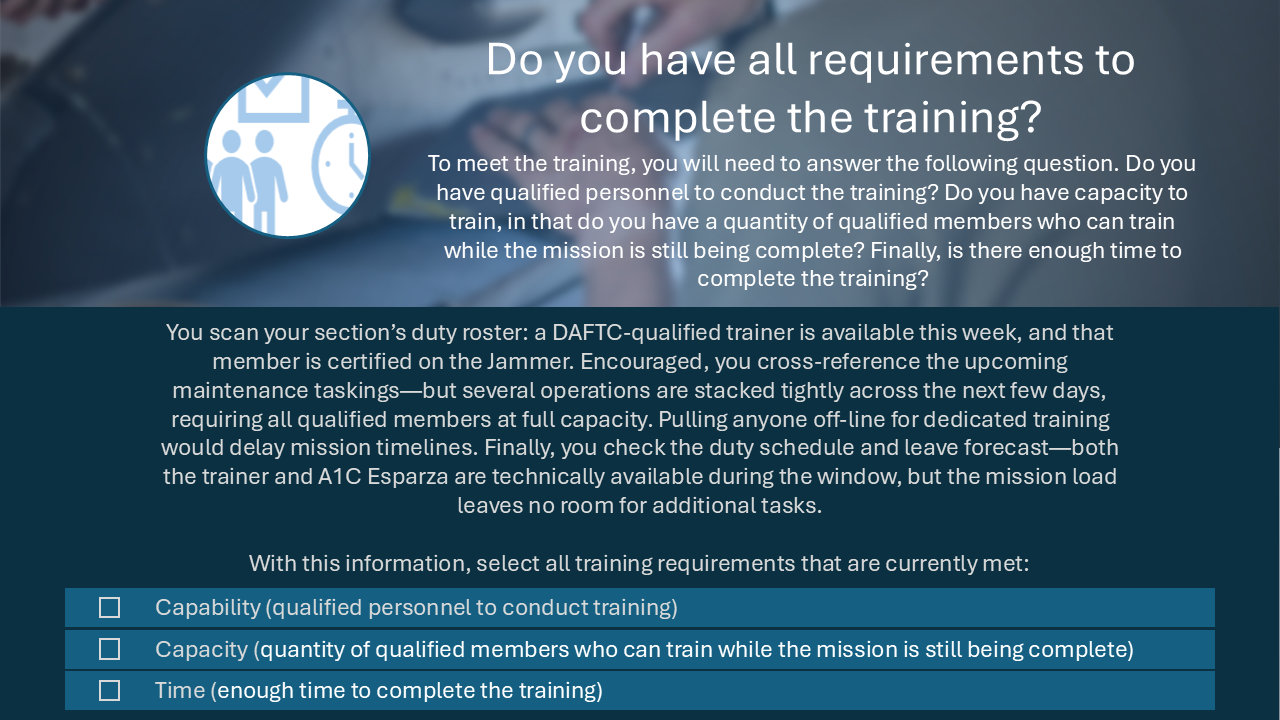 Do you have all requirements to
complete the training?
To meet the training, you will need to answer the following question. Do you
have qualified personnel to conduct the training? Do you have capacity to
train, in that do you have a quantity of qualified members who can train
while the mission is still being complete? Finally, is there enough time to
complete the training?
You scan your section’s duty roster: a DAFTC-qualified trainer is available this week, and that
member is certified on the Jammer. Encouraged, you cross-reference the upcoming
maintenance taskings—but several operations are stacked tightly across the next few days,
requiring all qualified members at full capacity. Pulling anyone off-line for dedicated training
would delay mission timelines. Finally, you check the duty schedule and leave forecast—both
the trainer and A1C Esparza are technically available during the window, but the mission load
leaves no room for additional tasks.
With this information, select all training requirements that are currently met:
Capability (qualified personnel to conduct training)
Capacity (quantity of qualified members who can train while the mission is still being complete)
Time (enough time to complete the training)